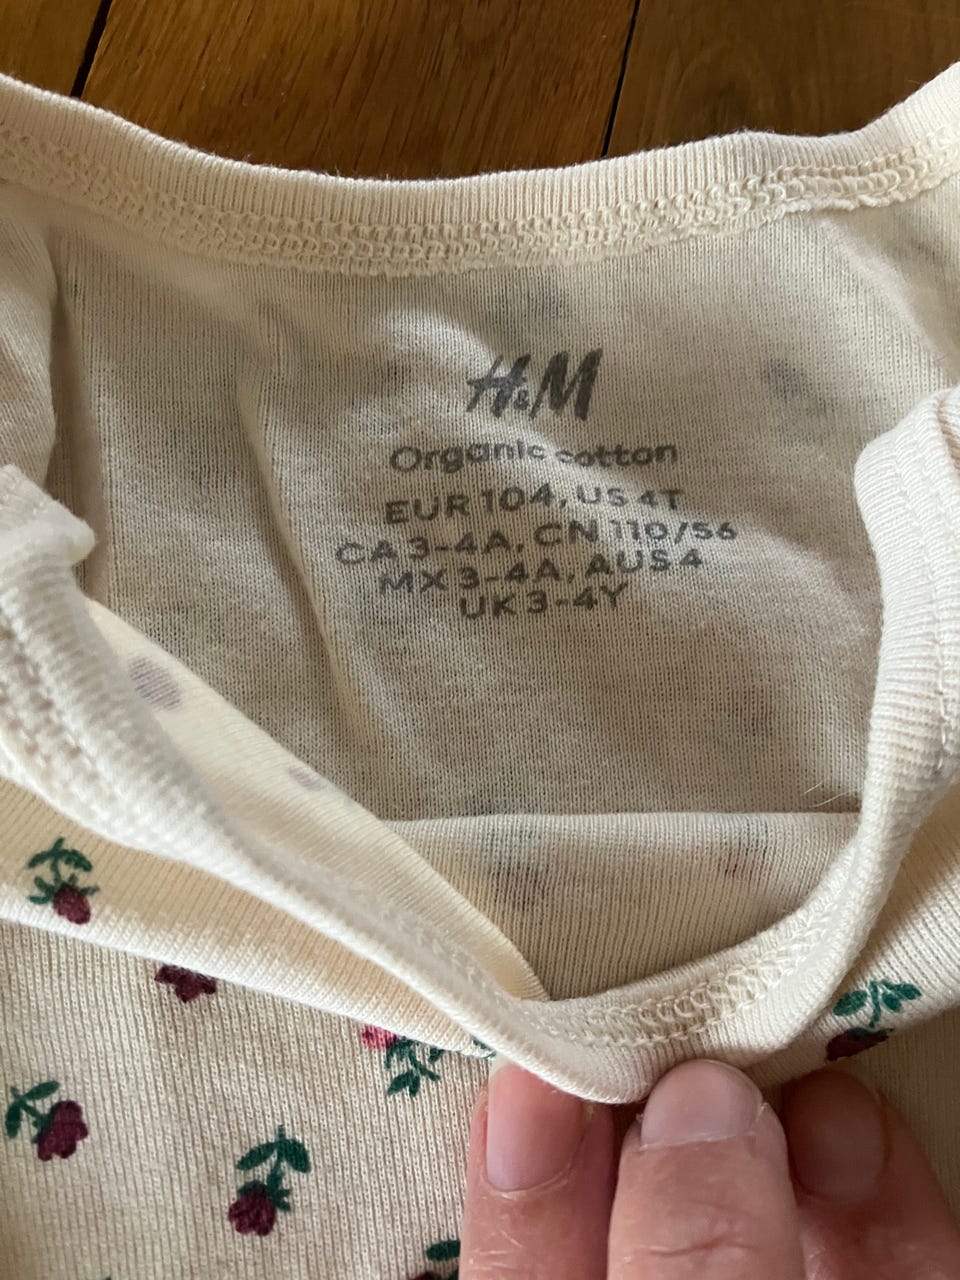 H&M
Organic cotton
EUR 104, US 4T
CA 3-4A, CN 110/56
MX 3-4A, AUS 4
UK 3-4Y